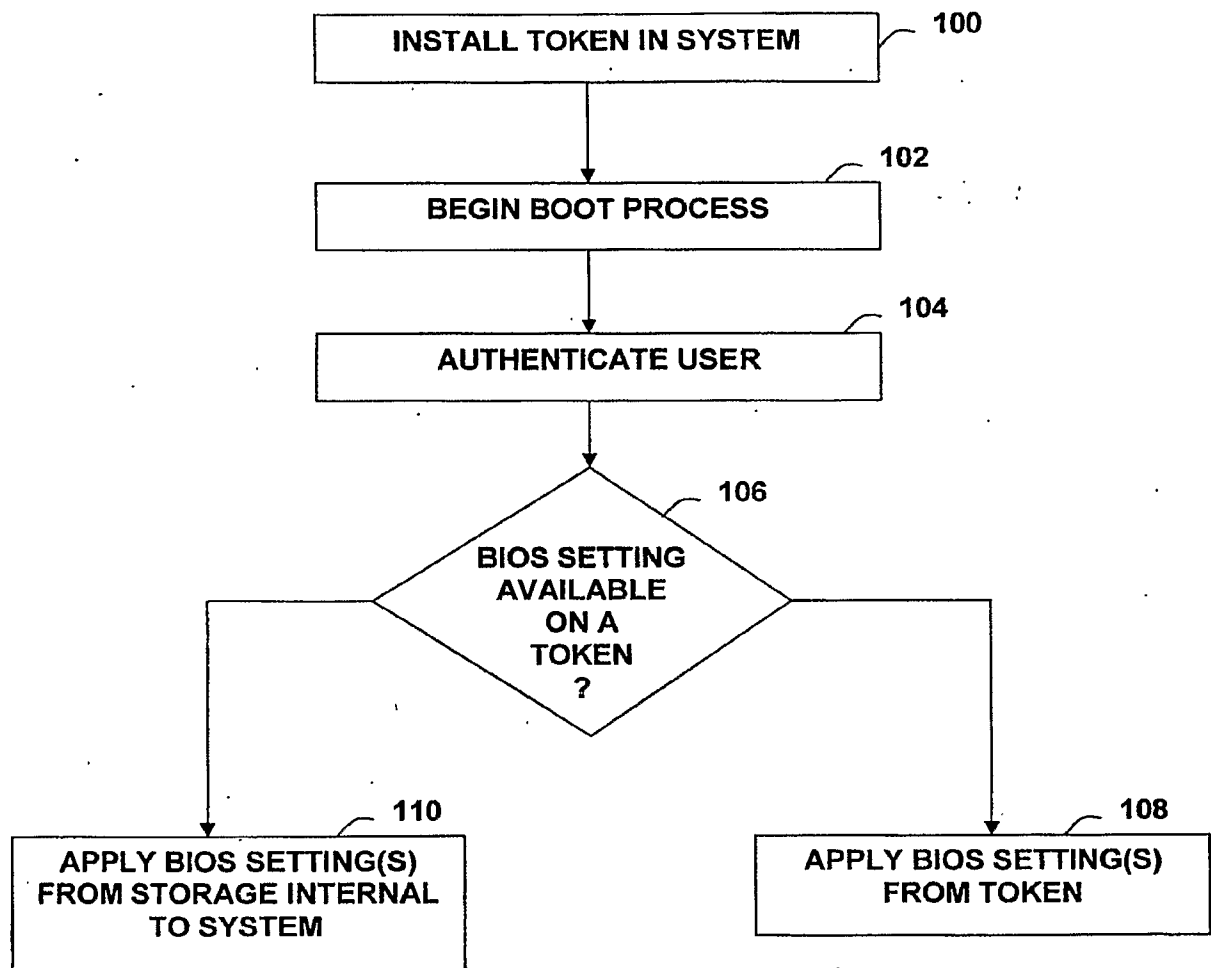 INSTALL TOKEN IN SYSTEM
100
102
BEGIN BOOT PROCESS
104
AUTHENTICATE USER
106
BIOS SETTING
AVAILABLE
ON A
TOKEN
?
110
APPLY BIOS SETTING(S)
FROM STORAGE INTERNAL
TO SYSTEM
108
APPLY BIOS SETTING(S)
FROM TOKEN